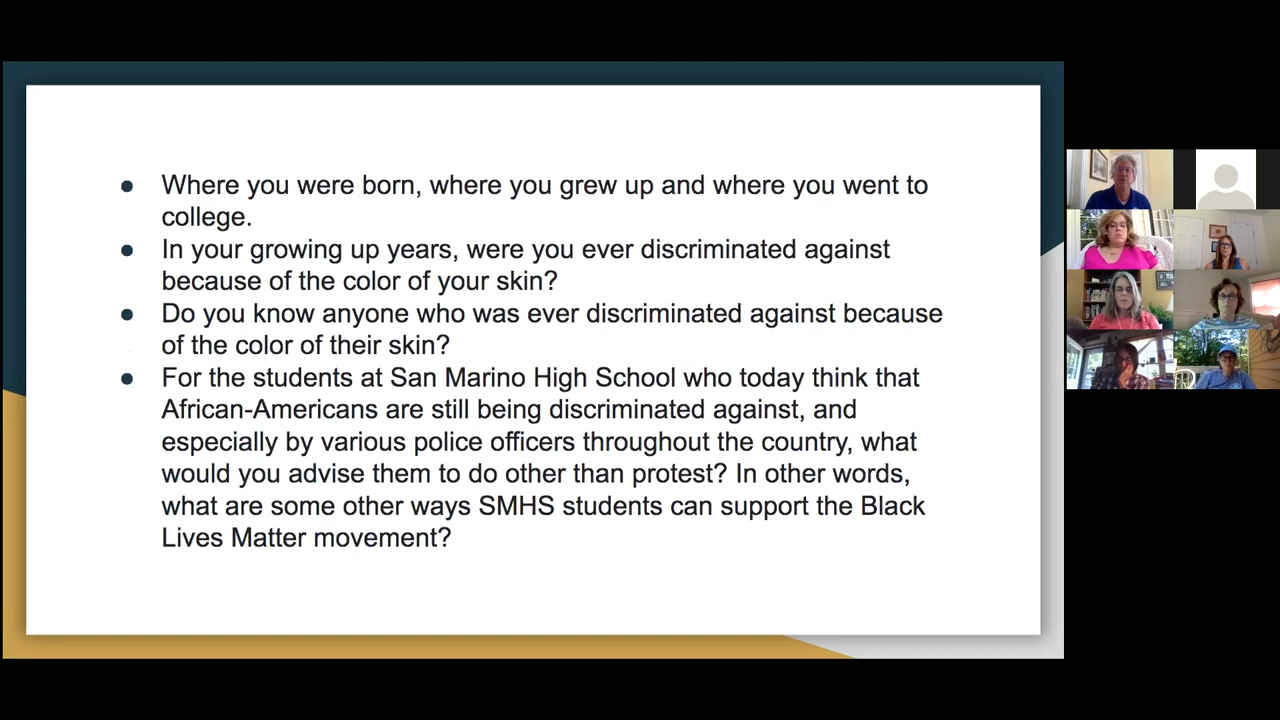 ● Where you were born, where you grew up and where you went to
college.
● In your growing up years, were you ever discriminated against
because of the color of your skin?
● Do you know anyone who was ever discriminated against because
of the color of their skin?
● For the students at San Marino High School who today think that
African-Americans are still being discriminated against, and
especially by various police officers throughout the country, what
would you advise them to do other than protest? In other words,
what are some other ways SMHS students can support the Black
Lives Matter movement?